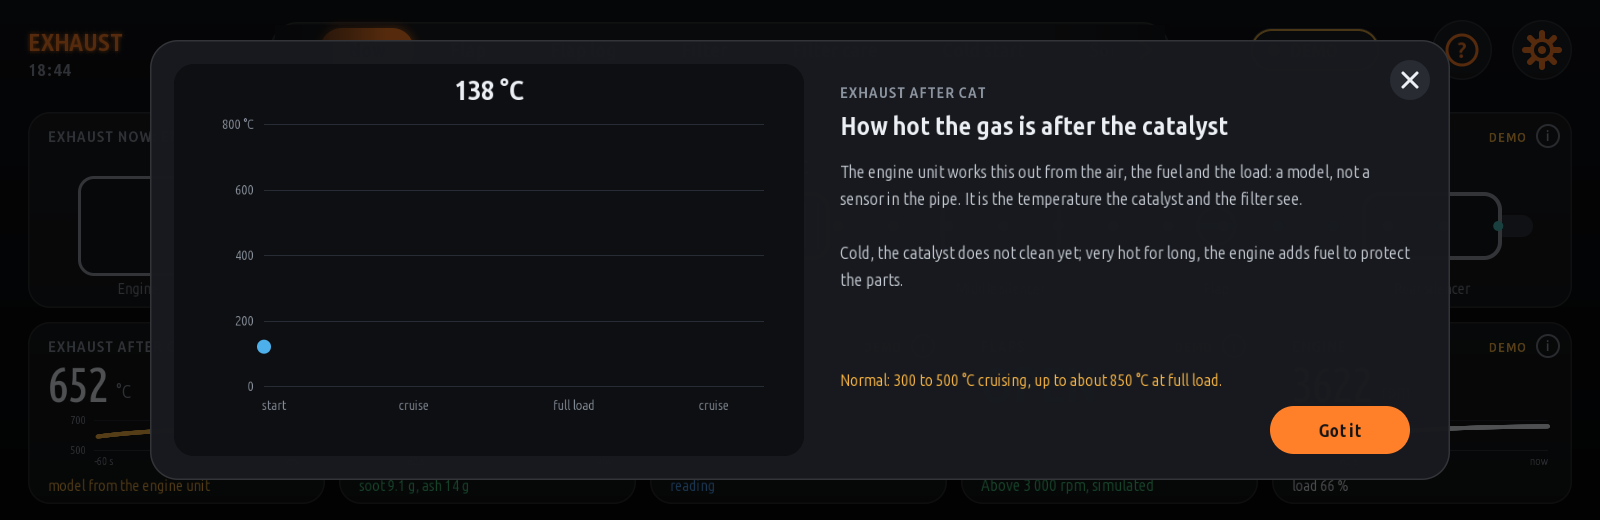 EXHAUST
18:44
?
EXHAUST NOW
DEMO
i
Engin
ncer
EXHAUST AFTE
652 °C
700
500
-60 s
model from the engine unit
soot 9.1 g, ash 14 g
reading
Above 3 000 rpm, simulated
DEMO
i
3622
now
load 66 %
138 °C
800 °C
600
400
200
0
start
cruise
full load
cruise
EXHAUST AFTER CAT
How hot the gas is after the catalyst
The engine unit works this out from the air, the fuel and the load: a model, not a
sensor in the pipe. It is the temperature the catalyst and the filter see.
Cold, the catalyst does not clean yet; very hot for long, the engine adds fuel to protect
the parts.
Normal: 300 to 500 °C cruising, up to about 850 °C at full load.
Got it